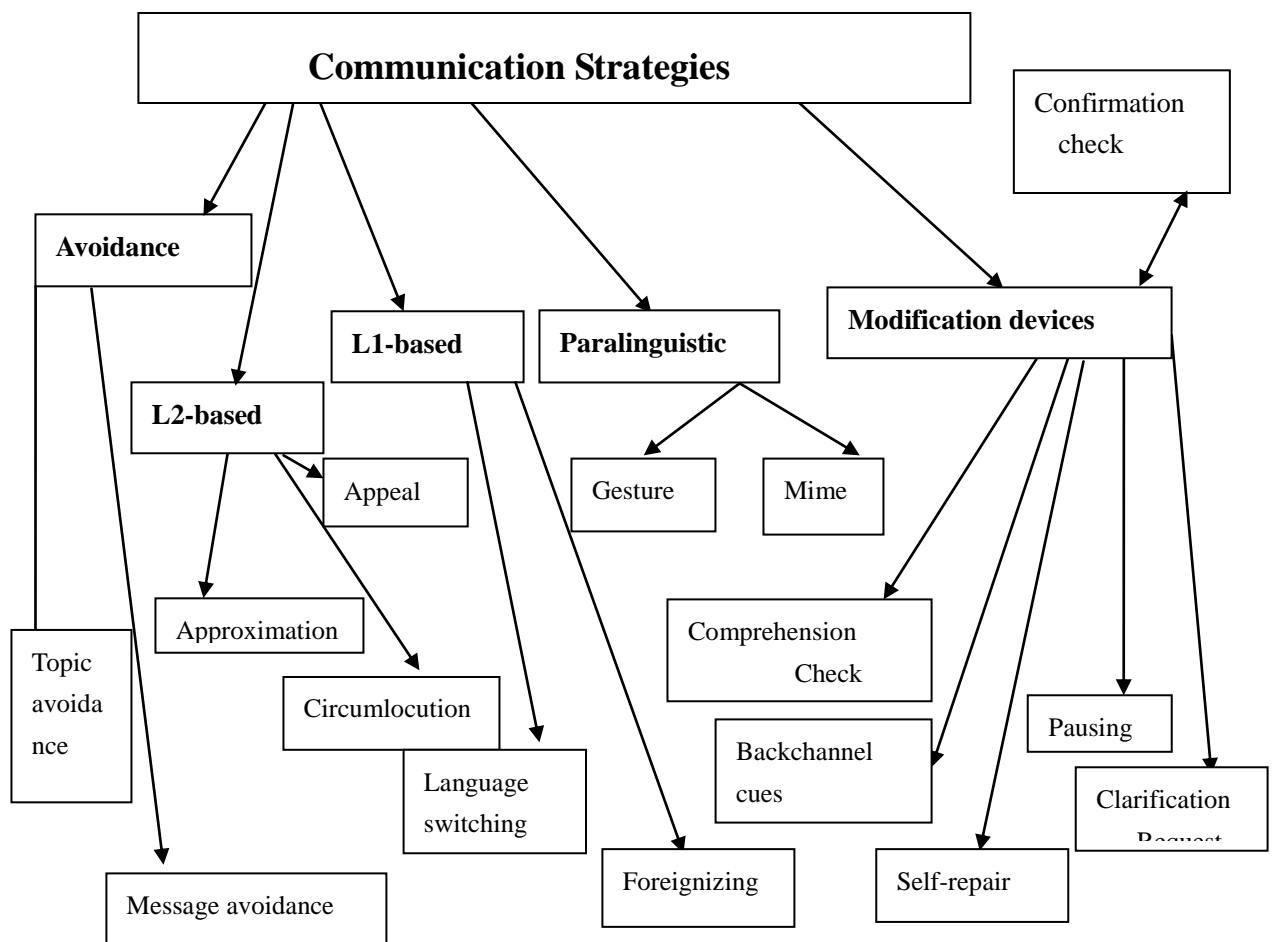 Communication Strategies
Confirmation
check
Avoidance
Modification devices
L1-based
Paralinguistic
L2-based
Appeal
Gesture
Mime
Approximation
Comprehension
Check
Topic
avoida
nce
Circumlocution
Pausing
Backchannel
cues
Language
switching
Clarification
Request
Foreignizing
Self-repair
Message avoidance